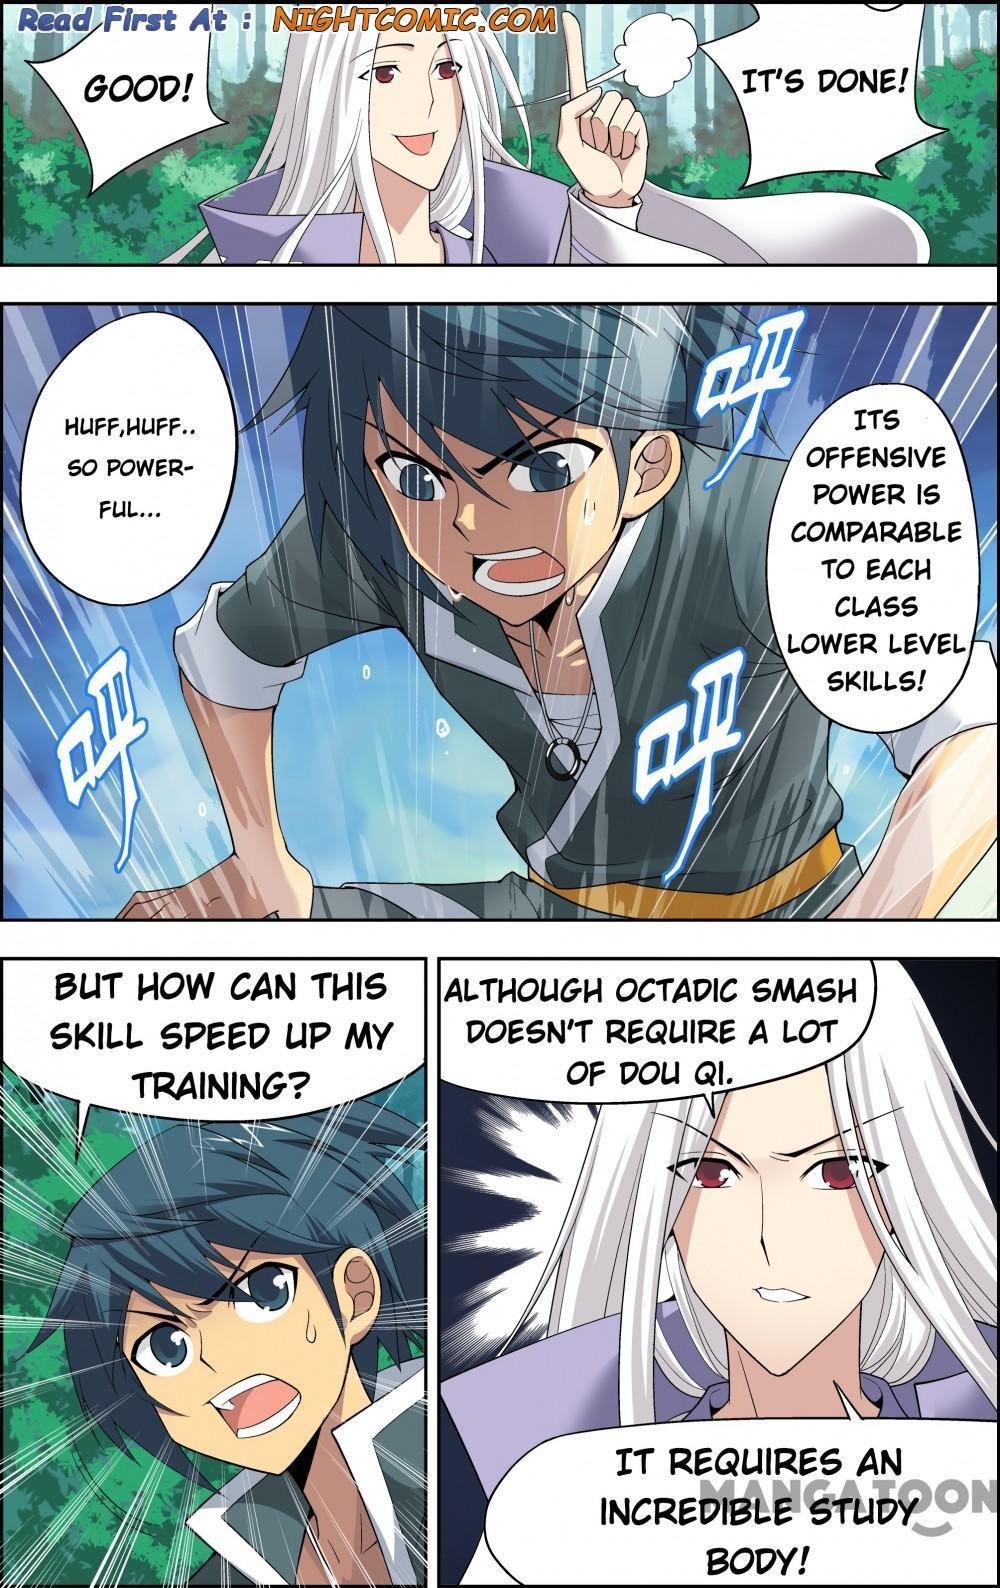 Read First At : NIGHTCOMIC.COM
GOOD!
IT'S DONE!
HUFF,HUFF..
SO POWER-
FUL...
呼
ITS
OFFENSIVE
POWER IS
COMPARABLE
TO EACH
CLASS
LOWER LEVEL
SKILLS!
呼
呼
BUT HOW CAN THIS
SKILL SPEED UP MY
TRAINING?
ALTHOUGH OCTADIC SMASH
DOESN'T REQUIRE A LOT
OF DOU QI.
IT REQUIRES AN
INCREDIBLE STUDY
BODY!
MANGATOON